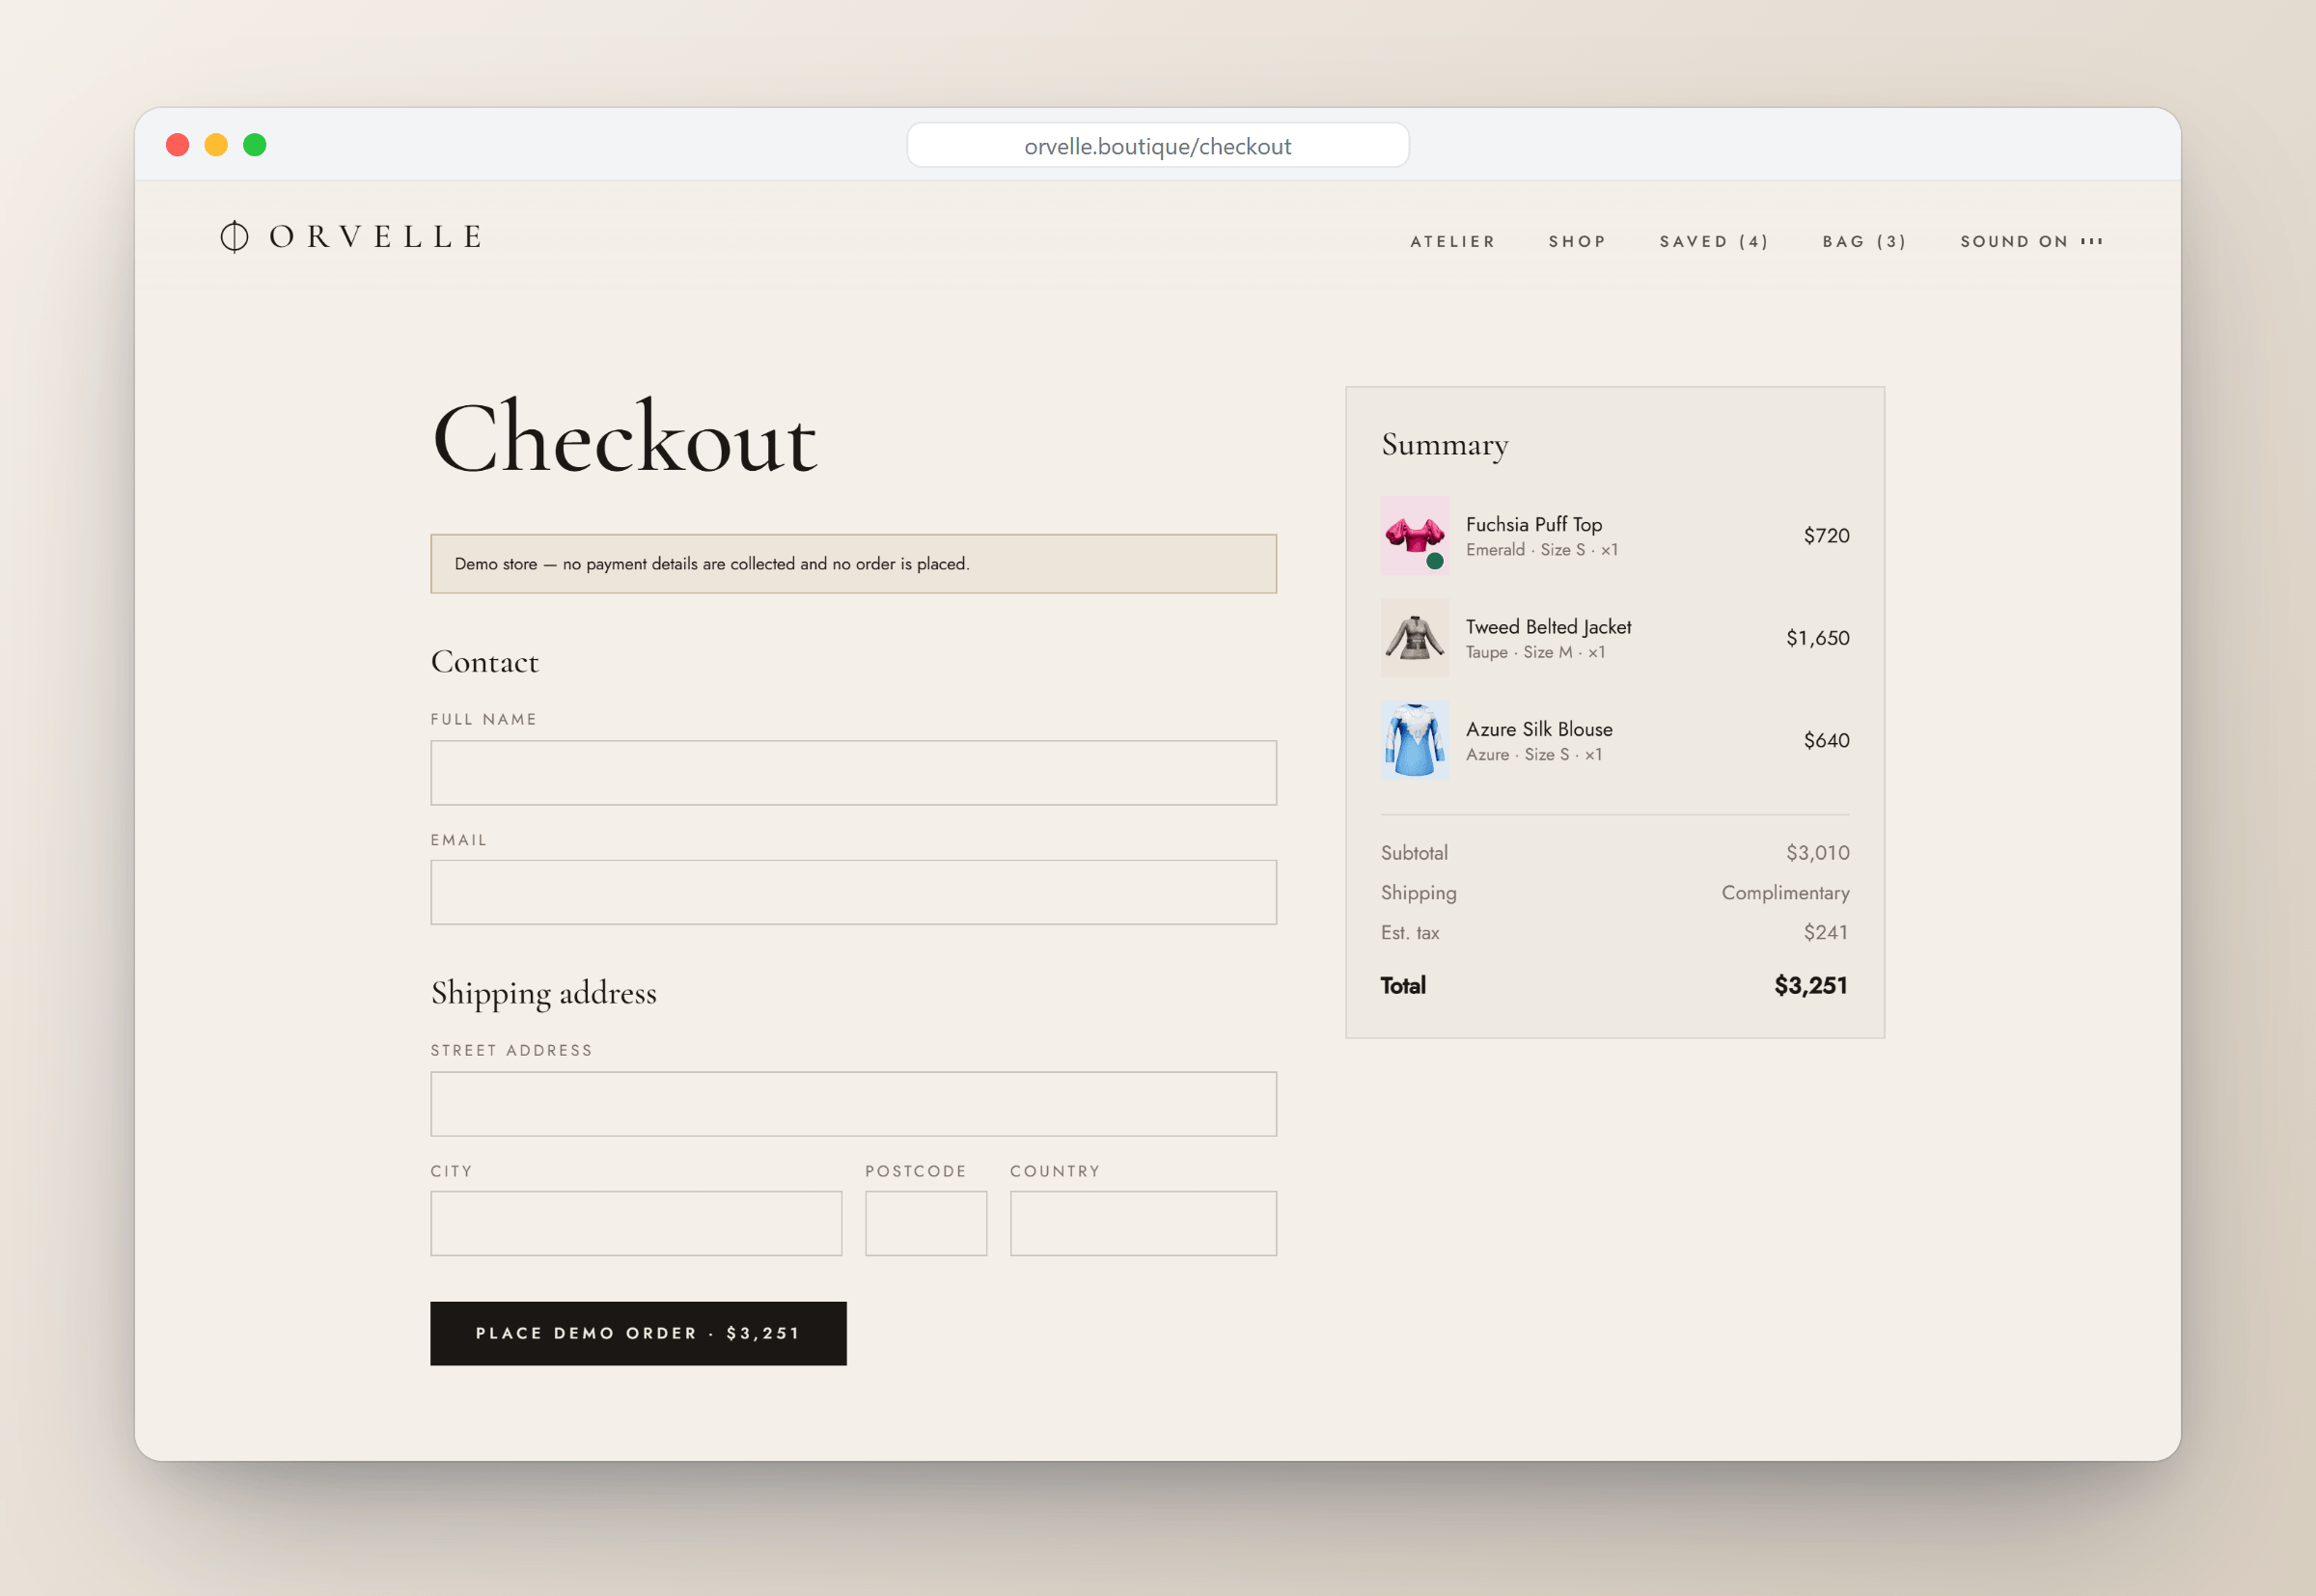 orvelle.boutique/checkout
ORVELLE
ATELIER
SHOP
SAVED (4)
BAG (3)
SOUND ON
Checkout
Demo store — no payment details are collected and no order is placed.
Contact
FULL NAME
EMAIL
Shipping address
STREET ADDRESS
CITY
POSTCODE
COUNTRY
PLACE DEMO ORDER · $3,251
Summary
Fuchsia Puff Top
Emerald · Size S · ×1
$720
Tweed Belted Jacket
Taupe · Size M · ×1
$1,650
Azure Silk Blouse
Azure · Size S · ×1
$640
Subtotal $3,010
Shipping Complimentary
Est. tax $241
Total $3,251